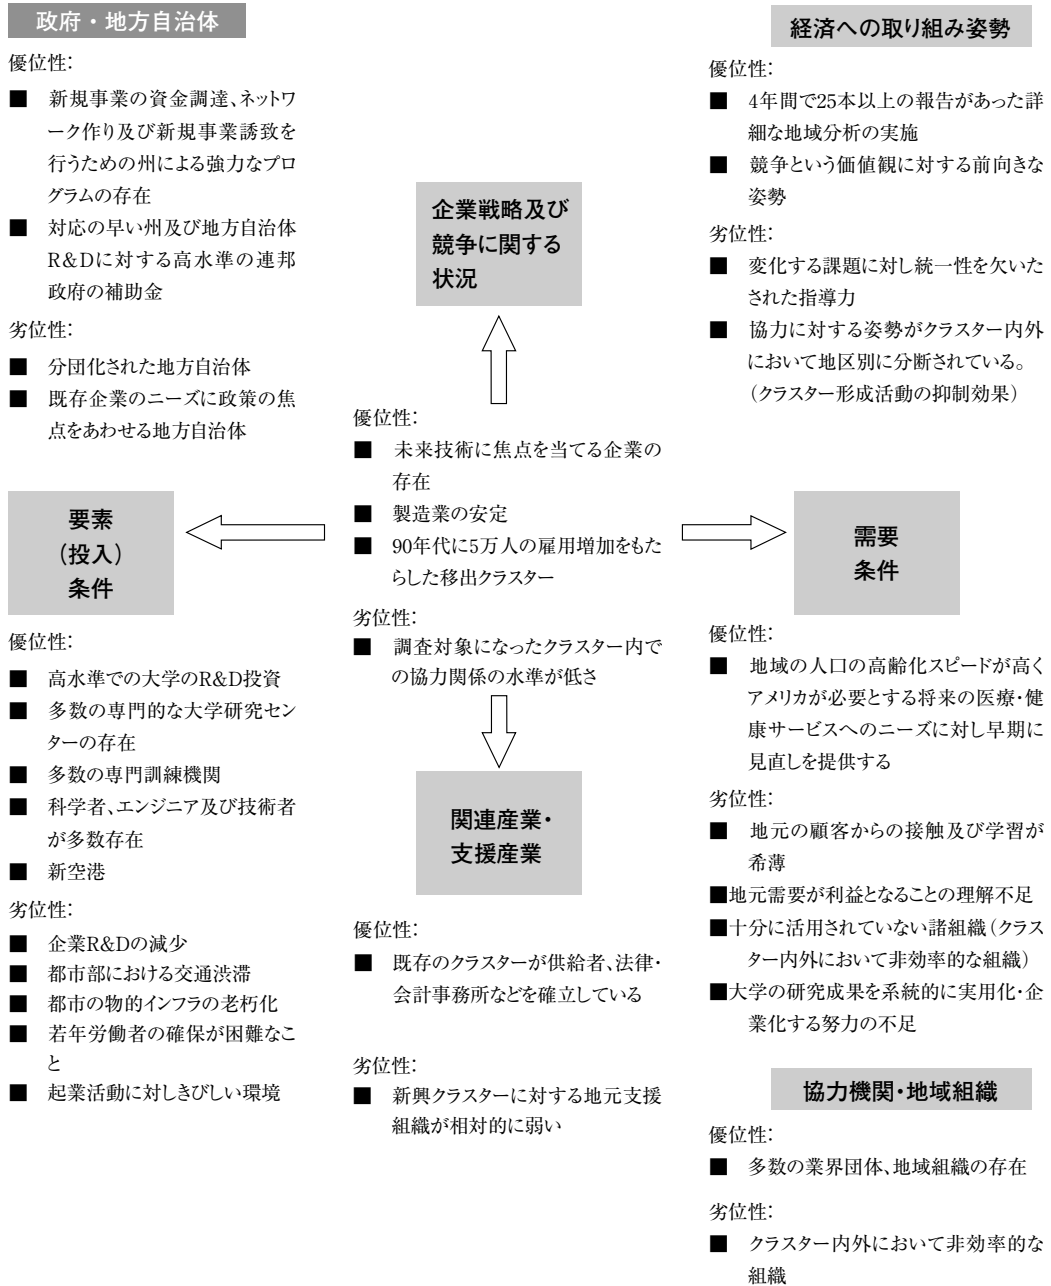 政府・地方自治体
優位性:
■ 新規事業の資金調達、ネットワ
ーク作り及び新規事業誘致を
行うための州による強力なプロ
グラムの存在
■ 対応の早い州及び地方自治体
R&Dに対する高水準の連邦
政府の補助金
劣位性:
■ 分団化された地方自治体
■ 既存企業のニーズに政策の焦
点をあわせる地方自治体
経済への取り組み姿勢
優位性:
■ 4年間で25本以上の報告があった詳
細な地域分析の実施
■ 競争という価値観に対する前向きな
姿勢
劣位性:
■ 変化する課題に対し統一性を欠いた
された指導力
■ 協力に対する姿勢がクラスター内外
において地区別に分断されている。
(クラスター形成活動の抑制効果)
企業戦略及び
競争に関する
状況
優位性:
■ 未来技術に焦点を当てる企業の
存在
■ 製造業の安定
■ 90年代に5万人の雇用増加をもた
らした移出クラスター
劣位性:
■ 調査対象になったクラスター内で
の協力関係の水準が低さ
要素
(投入)
条件
優位性:
■ 高水準での大学のR&D投資
■ 多数の専門的な大学研究セン
ターの存在
■ 多数の専門訓練機関
■ 科学者、エンジニア及び技術者
が多数存在
■ 新空港
劣位性:
■ 企業R&Dの減少
■ 都市部における交通渋滞
■ 都市の物的インフラの老朽化
■ 若年労働者の確保が困難なこ
と
■ 起業活動に対しきびしい環境
関連産業・
支援産業
優位性:
■ 既存のクラスターが供給者、法律・
会計事務所などを確立している
劣位性:
■ 新興クラスターに対する地元支援
組織が相対的に弱い
需要
条件
優位性:
■ 地域の人口の高齢化スピードが高く
アメリカが必要とする将来の医療・健
康サービスへのニーズに対し早期に
見直しを提供する
劣位性:
■ 地元の顧客からの接触及び学習が
希薄
■地元需要が利益となることの理解不足
■十分に活用されていない諸組織(クラス
ター内外において非効率的な組織)
■大学の研究成果を系統的に実用化・企
業化する努力の不足
協力機関・地域組織
優位性:
■ 多数の業界団体、地域組織の存在
劣位性:
■ クラスター内外において非効率的な
組織